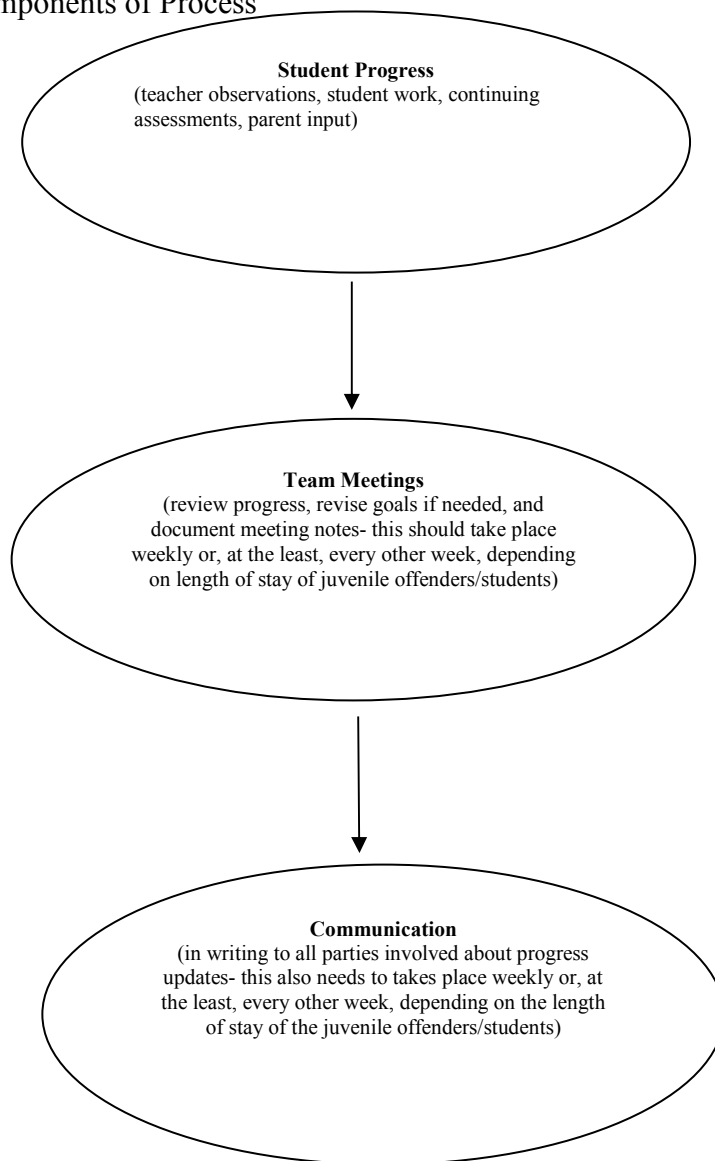 mponents of Process
Student Progress
(teacher observations, student work, continuing
assessments, parent input)
Team Meetings
(review progress, revise goals if needed, and
document meeting notes- this should take place
weekly or, at the least, every other week, depending
on length of stay of juvenile offenders/students)
Communication
(in writing to all parties involved about progress
updates- this also needs to takes place weekly or, at
the least, every other week, depending on the length
of stay of the juvenile offenders/students)